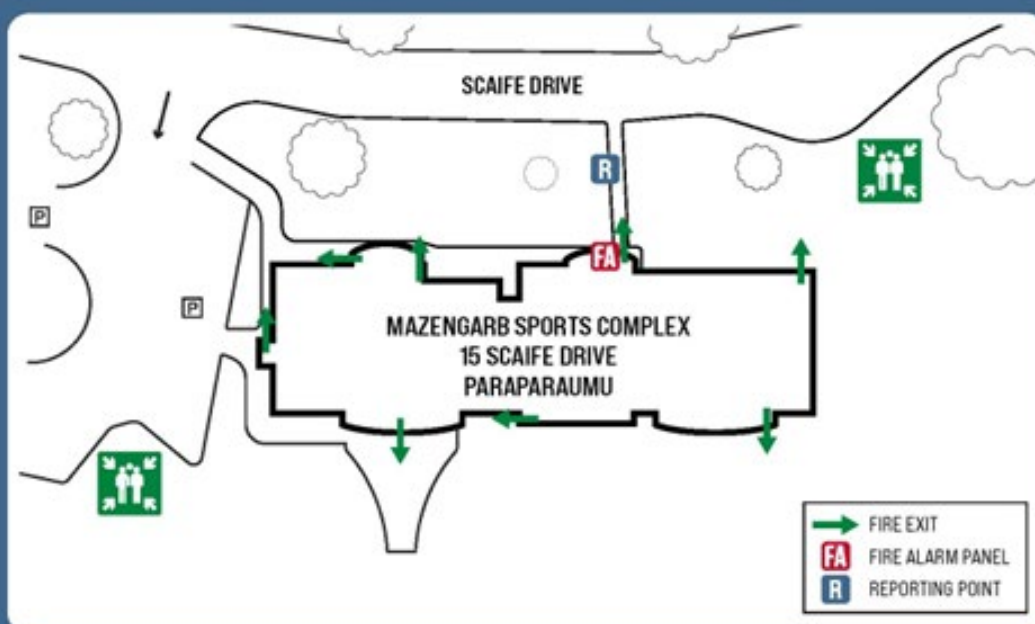 SCAIFE DRIVE
R
P
FA
P
MAZENGARB SPORTS COMPLEX
15 SCAIFE DRIVE
PARAPARAUMU
FIRE EXIT
FA FIRE ALARM PANEL
R REPORTING POINT